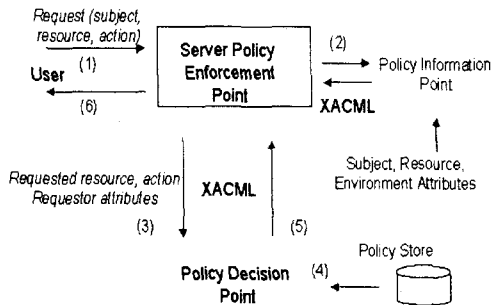 Request (subject,
resource, action)
(1)
User
(6)
Server Policy
Enforcement
Point
(2)
Policy Information
Point
XACML
Subject, Resource,
Environment Attributes
Requested resource, action
Requestor attributes
(3)
XACML
(5)
Policy Store
(4)
Policy Decision
Point